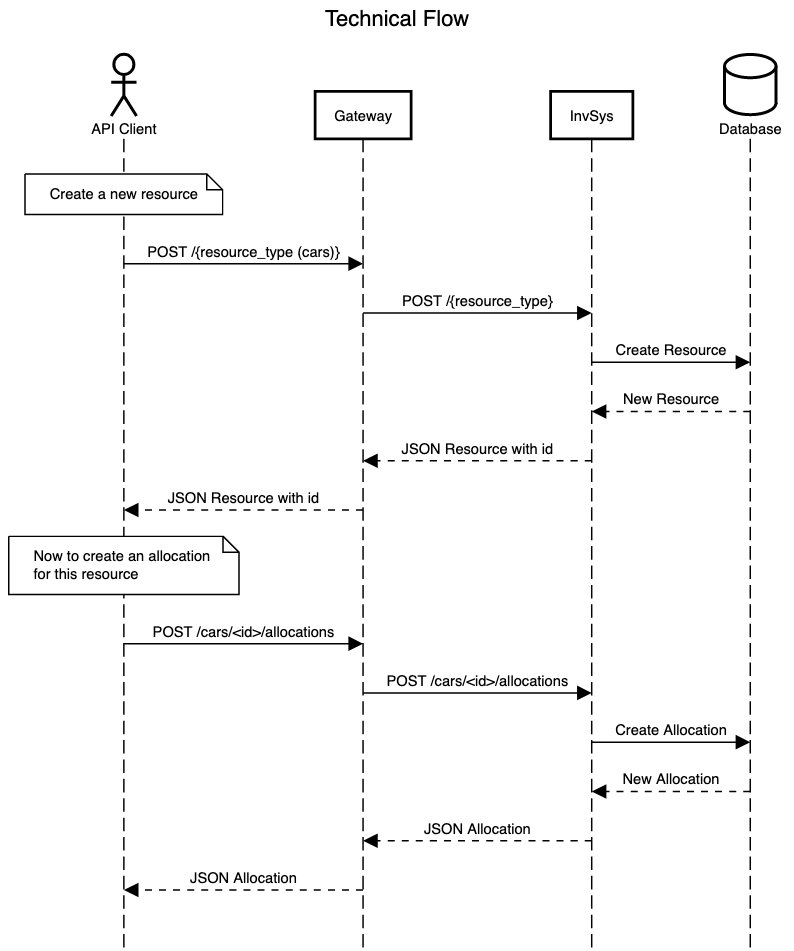 Technical Flow
API Client
Gateway
InvSys
Database
Create a new resource
POST /{resource_type (cars)}
POST /{resource_type}
Create Resource
New Resource
JSON Resource with id
JSON Resource with id
Now to create an allocation
for this resource
POST /cars/<id>/allocations
POST /cars/<id>/allocations
Create Allocation
New Allocation
JSON Allocation
JSON Allocation